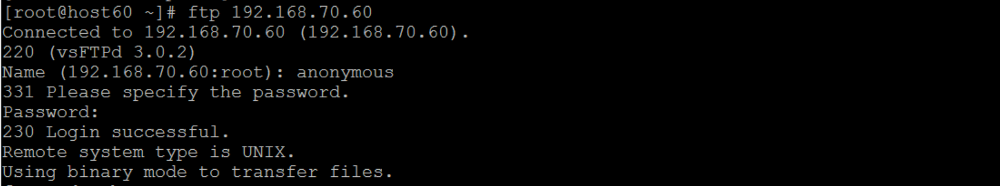 [root@host60 ~]# ftp 192.168.70.60
Connected to 192.168.70.60 (192.168.70.60).
220 (vsFTPd 3.0.2)
Name (192.168.70.60:root): anonymous
331 Please specify the password.
Password:
230 Login successful.
Remote system type is UNIX.
Using binary mode to transfer files.